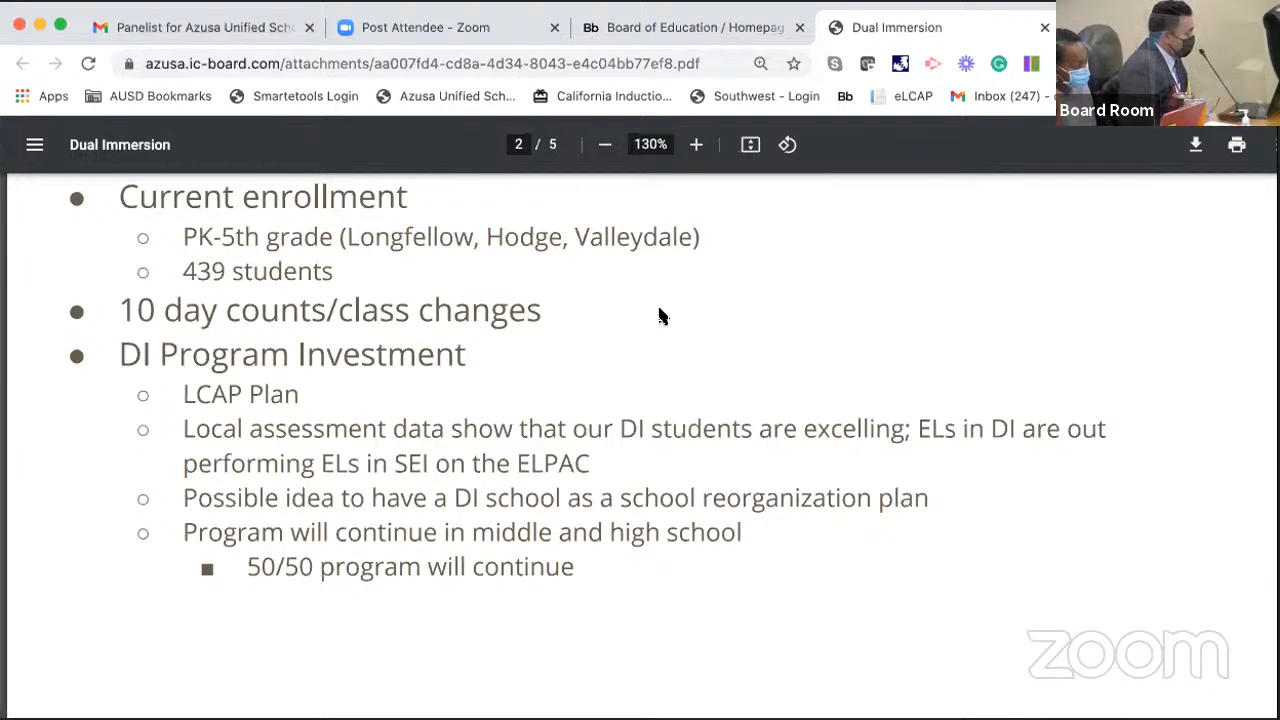 Panelist for Azusa Unified Scho
Post Attendee - Zoom
Bb Board of Education / Homepag
Dual Immersion
azusa.ic-board.com/attachments/aa007fd4-cd8a-4d34-8043-e4c04bb77ef8.pdf
Apps
AUSD Bookmarks
Smartetools Login
Azusa Unified Sch...
California Inductio...
Southwest - Login
Bb
eLCAP
Inbox (247) -
Board Room
Dual Immersion
2 / 5
130%
● Current enrollment
○ PK-5th grade (Longfellow, Hodge, Valleydale)
○ 439 students
● 10 day counts/class changes
● DI Program Investment
○ LCAP Plan
○ Local assessment data show that our DI students are excelling; ELs in DI are out
performing ELs in SEI on the ELPAC
○ Possible idea to have a DI school as a school reorganization plan
○ Program will continue in middle and high school
■ 50/50 program will continue
zoom